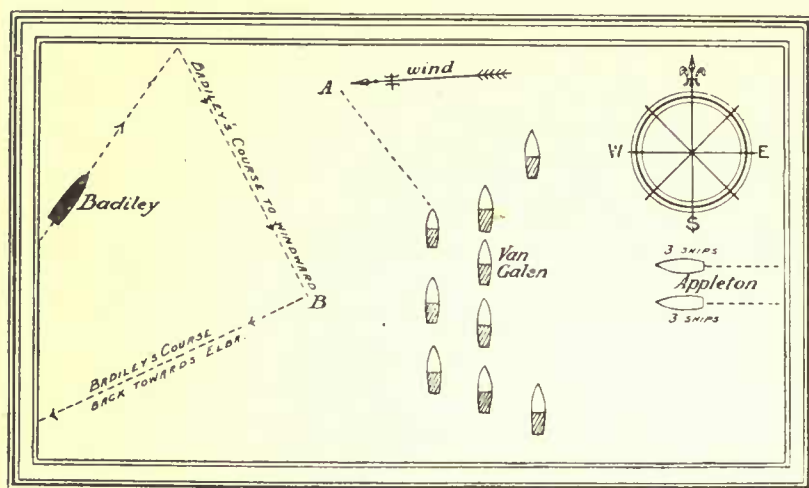 wind
A
BADILEY'S COURSE TO WINDWARD
W
E
S
Badiley
Van
Galen
3 SHIPS
Appleton
3 SHIPS
B
BADILEY'S COURSE
BACK TOWARDS ELBA.